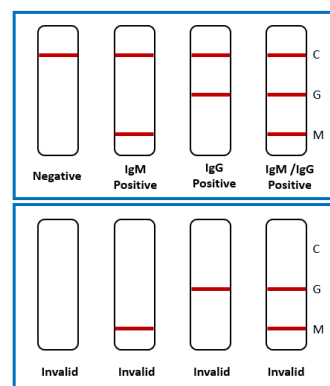 C
G
M
Negative
IgM
Positive
IgG
Positive
IgM /IgG
Positive
C
G
M
Invalid
Invalid
Invalid
Invalid